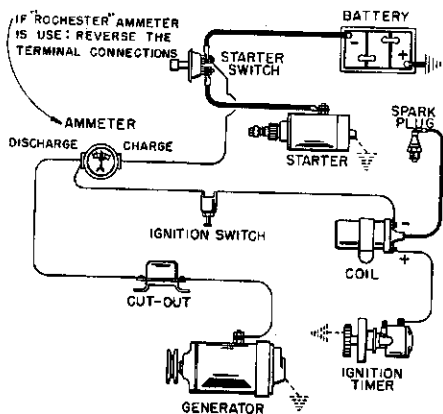 IF "ROCHESTER" AMMETER
IS USE: REVERSE THE
TERMINAL CONNECTIONS
BATTERY
- +
STARTER
SWITCH
AMMETER
DISCHARGE CHARGE
STARTER
SPARK
PLUG
IGNITION SWITCH
-
COIL
+
CUT-OUT
IGNITION
TIMER
GENERATOR